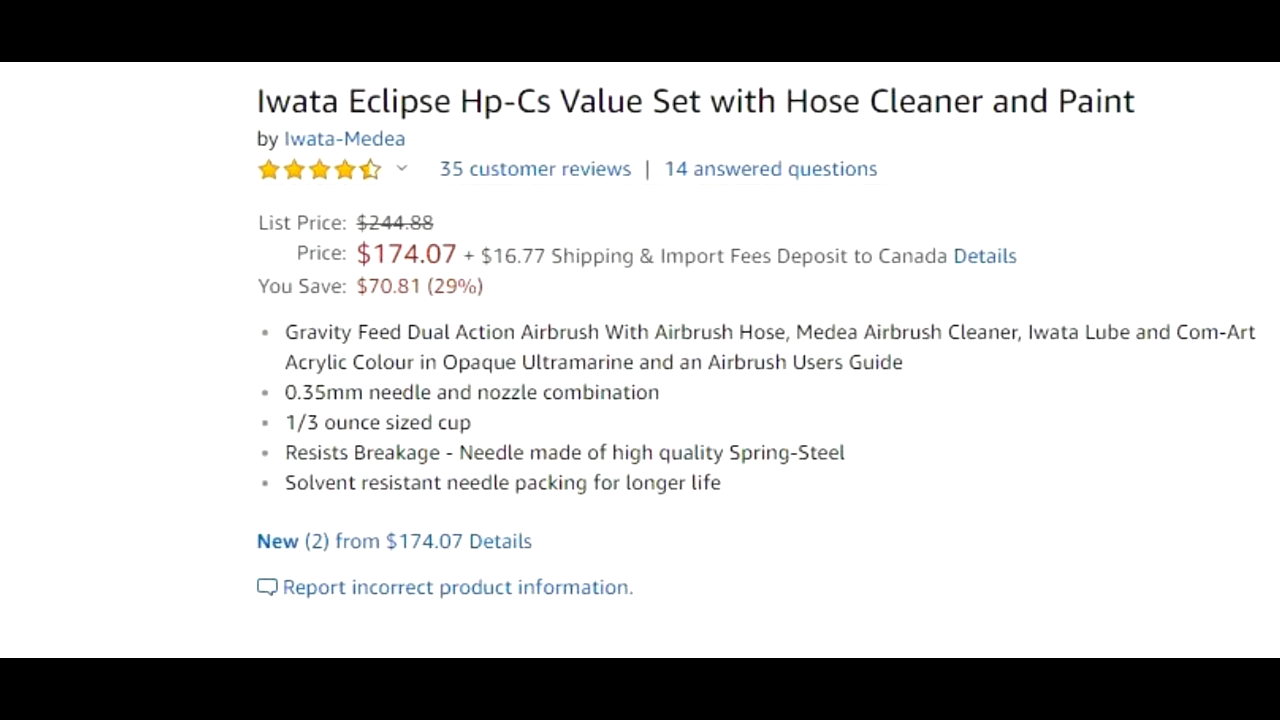 Iwata Eclipse Hp-Cs Value Set with Hose Cleaner and Paint
by Iwata-Medea
35 customer reviews | 14 answered questions
List Price: $244.88
Price: $174.07 + $16.77 Shipping & Import Fees Deposit to Canada Details
You Save: $70.81 (29%)
• Gravity Feed Dual Action Airbrush With Airbrush Hose, Medea Airbrush Cleaner, Iwata Lube and Com-Art
Acrylic Colour in Opaque Ultramarine and an Airbrush Users Guide
• 0.35mm needle and nozzle combination
• 1/3 ounce sized cup
• Resists Breakage - Needle made of high quality Spring-Steel
• Solvent resistant needle packing for longer life
New (2) from $174.07 Details
Report incorrect product information.